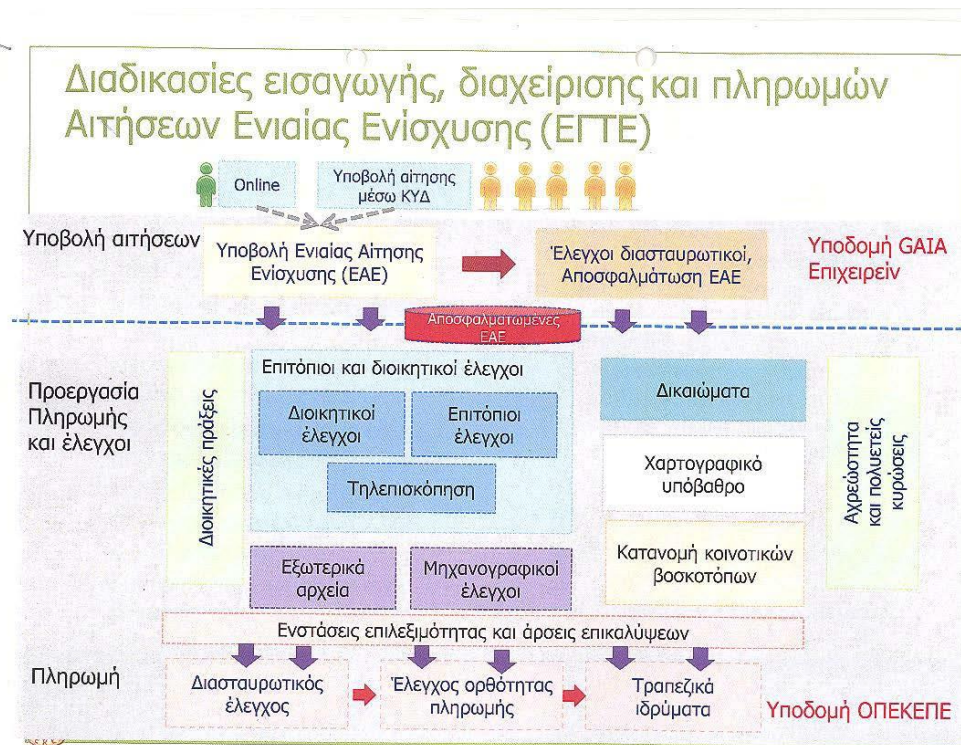 Διαδικασίες εισαγωγής, διαχείρισης και πληρωμών
Αιτήσεων Ενιαίας Ενίσχυσης (ΕΓΤΕ)
Online
Υποβολή αίτησης
μέσω ΚΥΔ
Υποβολή αιτήσεων
Υποβολή Ενιαίας Αίτησης
Ενίσχυσης (ΕΑΕ)
Έλεγχοι διασταυρωτικοί,
Αποσφαλμάτωση ΕΑΕ
Υποδομή GAIA
Επιχειρείν
Αποσφαλματωμένες
ΕΑΕ
Προεργασία
Πληρωμής
και έλεγχοι
Διοικητικές πράξεις
Επιτόπιοι και διοικητικοί έλεγχοι
Διοικητικοί
έλεγχοι
Επιτόπιοι
έλεγχοι
Τηλεπισκόπηση
Εξωτερικά
αρχεία
Μηχανογραφικοί
έλεγχοι
Δικαιώματα
Χαρτογραφικό
υπόβαθρο
Κατανομή κοινοτικών
βοσκοτόπων
Αχρεώστητα
και πολυετείς
κυρώσεις
Ενστάσεις επιλεξιμότητας και άρσεις επικαλύψεων
Πληρωμή
Διασταυρωτικός
έλεγχος
Έλεγχος ορθότητας
πληρωμής
Τραπεζικά
ιδρύματα
Υποδομή ΟΠΕΚΕΠΕ